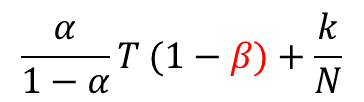 α/(1 − α) T (1 − β) + k/N